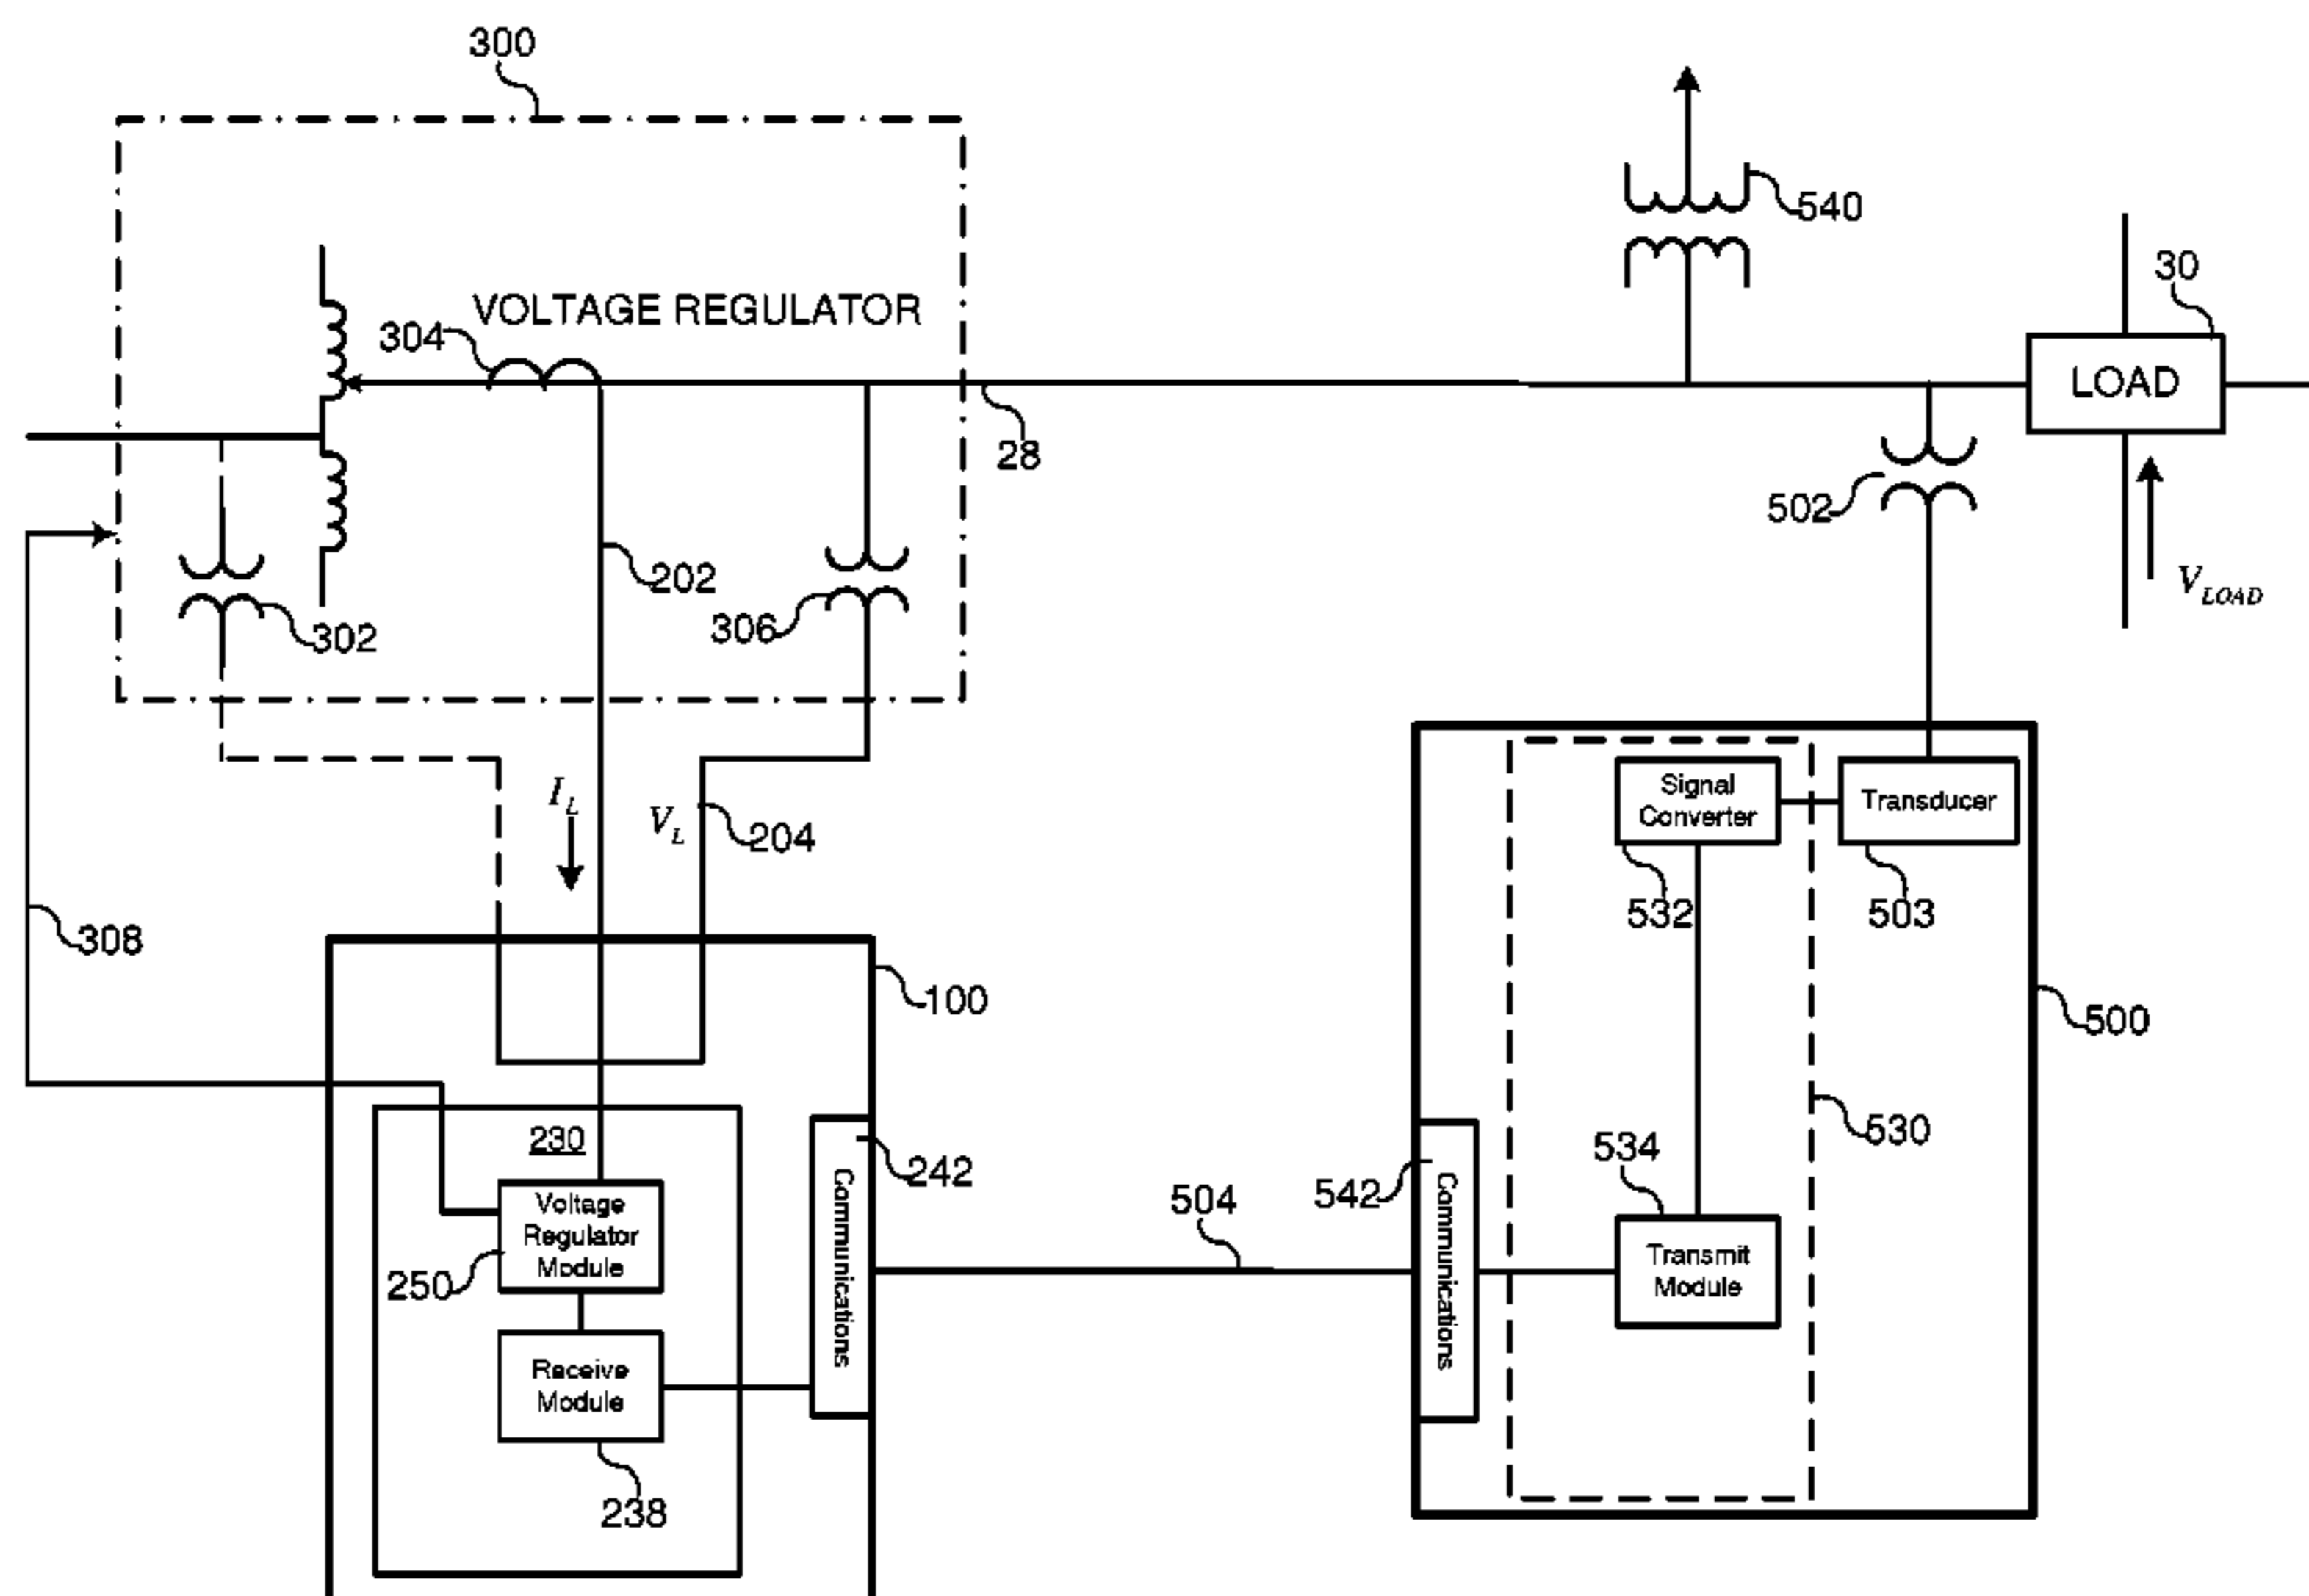 300
540
30
VOLTAGE REGULATOR
304
LOAD
28
502
202
V_LOAD
306
302
Signal
Converter
Transducer
I_L
V_L
204
532
503
308
100
500
230
242
534
530
Voltage
Regulator
Module
250
Communications
504
542
Communications
Transmit
Module
Receive
Module
238